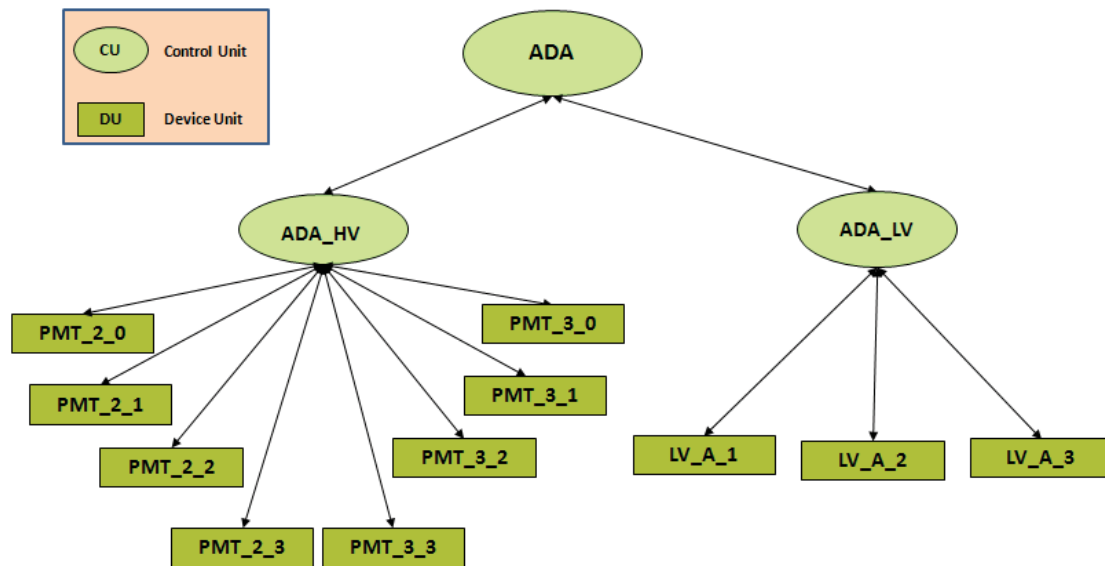 CU Control Unit
DU Device Unit
ADA
ADA_HV
ADA_LV
PMT_2_0
PMT_3_0
PMT_2_1
PMT_3_1
PMT_2_2
PMT_3_2
LV_A_1
LV_A_2
LV_A_3
PMT_2_3
PMT_3_3